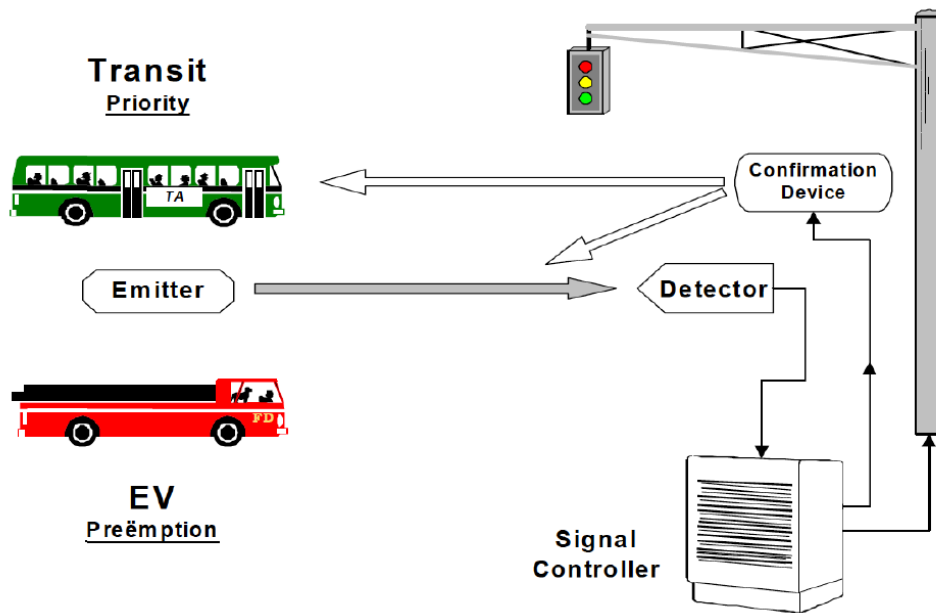 Transit
Priority
TA
Confirmation
Device
Emitter
Detector
FD
EV
Preëmption
Signal
Controller